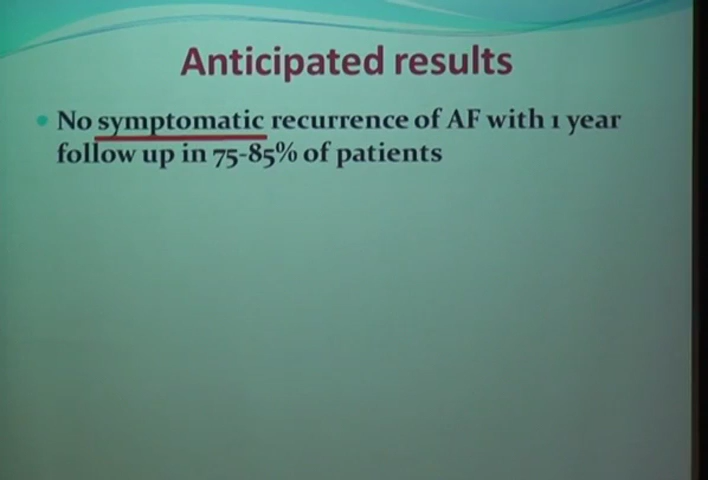 Anticipated results
No symptomatic recurrence of AF with 1 year
follow up in 75-85% of patients